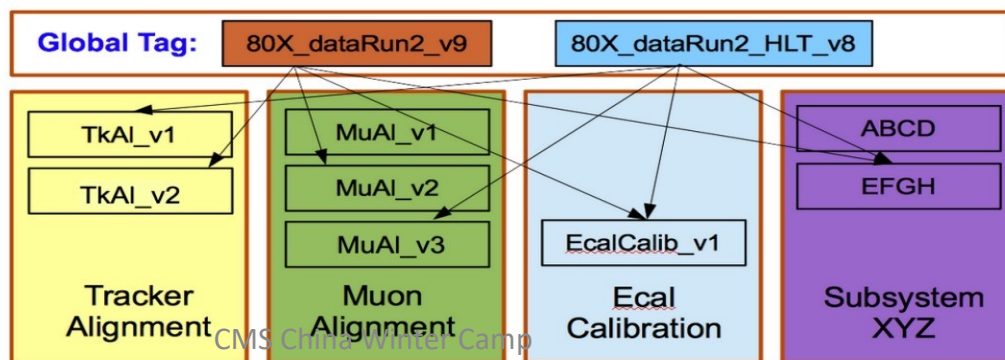 Global Tag:
80X_dataRun2_v9
80X_dataRun2_HLT_v8
TkAl_v1
TkAl_v2
Tracker
Alignment
MuAl_v1
MuAl_v2
MuAl_v3
Muon
Alignment
EcalCalib_v1
Ecal
Calibration
ABCD
EFGH
Subsystem
XYZ
CMS China Winter Camp